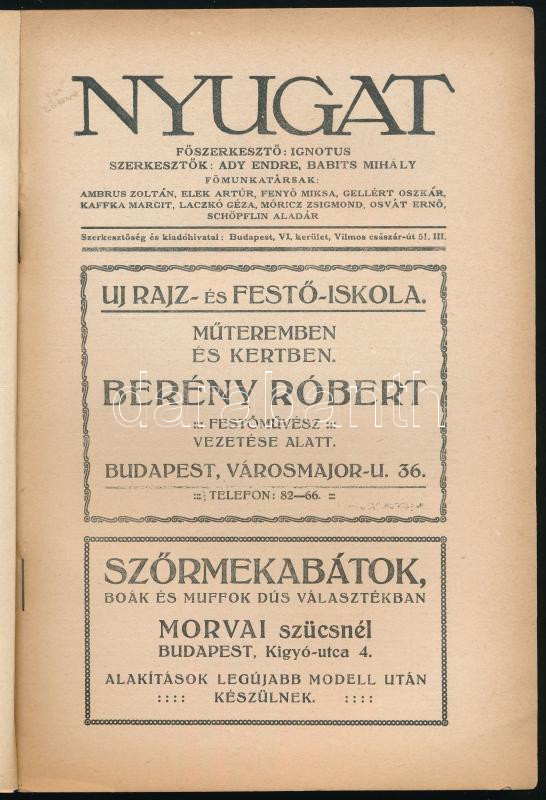 NYUGAT
FŐSZERKESZTŐ: IGNOTUS
SZERKESZTŐK: ADY ENDRE, BABITS MIHÁLY
FŐMUNKATÁRSAK:
AMBRUS ZOLTÁN, ELEK ARTÚR, FENYŐ MIKSA, GELLÉRT OSZKÁR,
KAFFKA MARGIT, LACZKÓ GÉZA, MÓRICZ ZSIGMOND, OSVÁT ERNŐ,
SCHÖPFLIN ALADÁR
Szerkesztőség és kiadóhivatal: Budapest, VI. kerület, Vilmos császár-út 51, III.
UJ RAJZ- ÉS FESTŐ-ISKOLA.
MŰTEREMBEN
ÉS KERTBEN.
BERÉNY RÓBERT
::: FESTŐMŰVÉSZ :::
VEZETÉSE ALATT.
BUDAPEST, VÁROSMAJOR-U. 36.
::: TELEFON: 82—66. :::
SZŐRMEKABÁTOK,
BOÁK ÉS MUFFOK DÚS VÁLASZTÉKBAN
MORVAI szücsnél
BUDAPEST, Kigyó-utca 4.
ALAKÍTÁSOK LEGÚJABB MODELL UTÁN
:::: KÉSZÜLNEK. ::::
darabanth